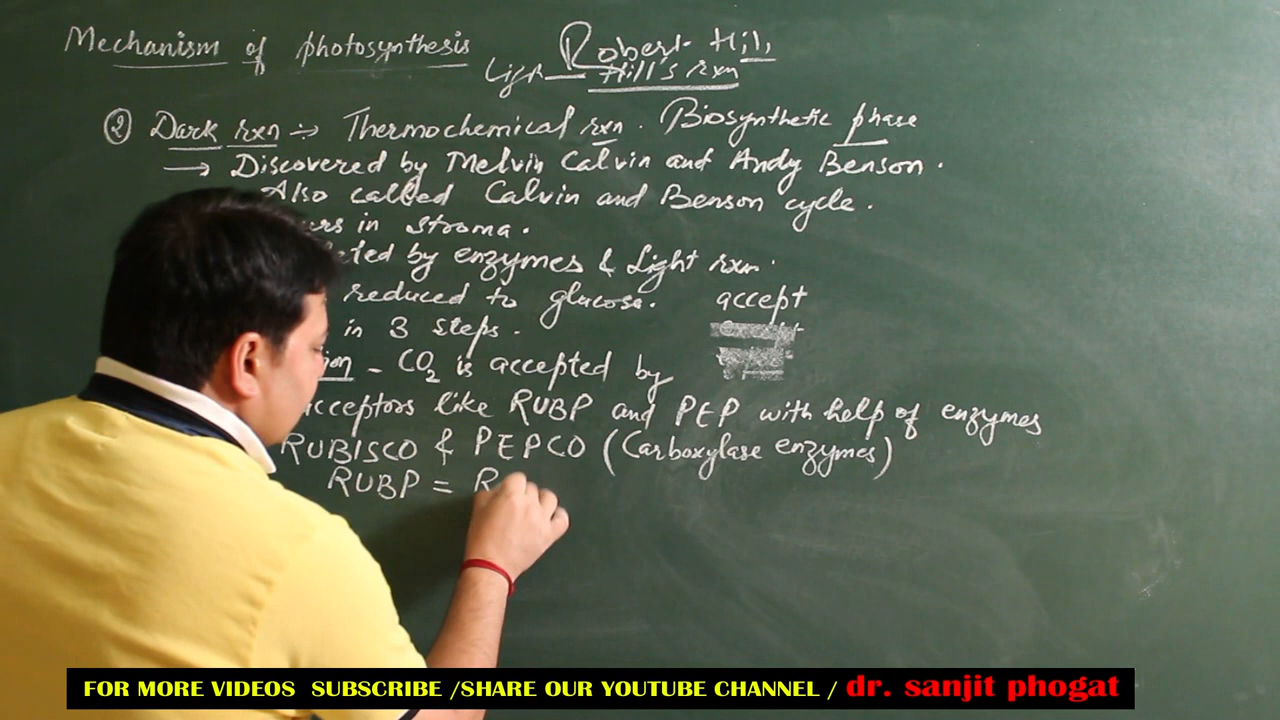 Mechanism of photosynthesis
Robert Hill
Light Hill's rxn
② Dark rxn :- Thermochemical rxn. Biosynthetic phase
→ Discovered by Melvin Calvin and Andy Benson.
Also called Calvin and Benson cycle.
in stroma.
by enzymes & Light rxn.
reduced to glucose. accept
in 3 steps.
- CO2 is accepted by
acceptors like RUBP and PEP with help of enzymes
RUBISCO & PEPCO (Carboxylase enzymes)
RUBP = R
FOR MORE VIDEOS SUBSCRIBE /SHARE OUR YOUTUBE CHANNEL / dr. sanjit phogat